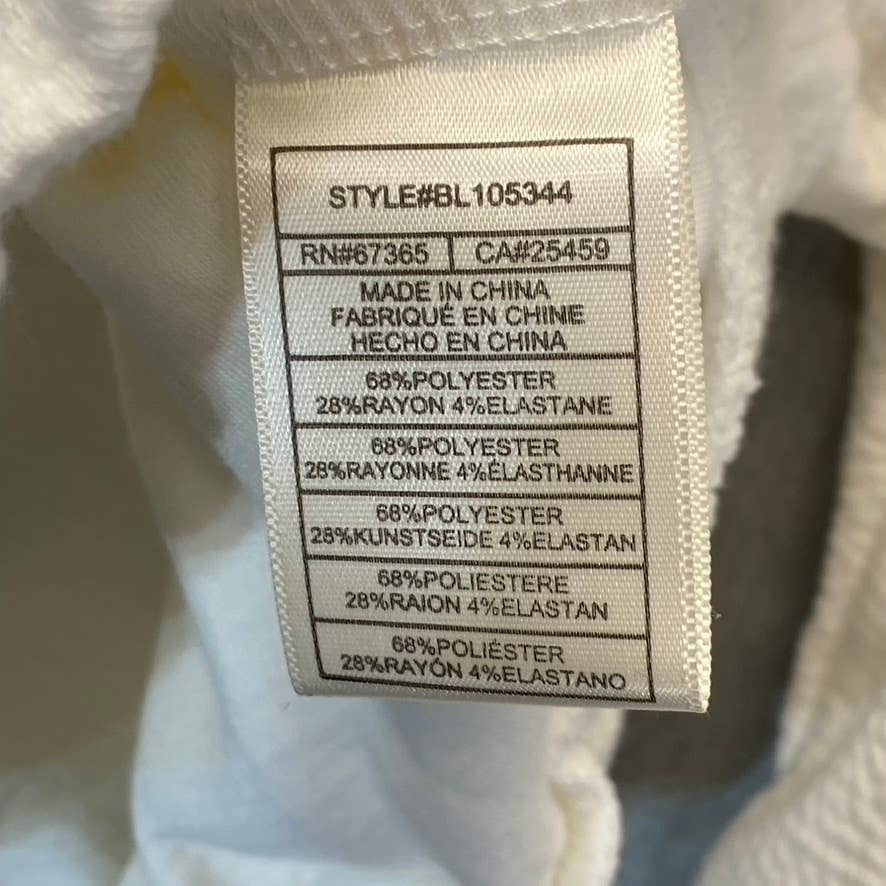 STYLE#BL105344
RN#67365 CA#25459
MADE IN CHINA
FABRIQUÉ EN CHINE
HECHO EN CHINA
68%POLYESTER
28%RAYON 4%ELASTANE
68%POLYESTER
28%RAYONNE 4%ÉLASTHANNE
68%POLYESTER
28%KUNSTSEIDE 4%ELASTAN
68%POLIESTERE
28%RAION 4%ELASTAN
68%POLIÉSTER
28%RAYÓN 4%ELASTANO